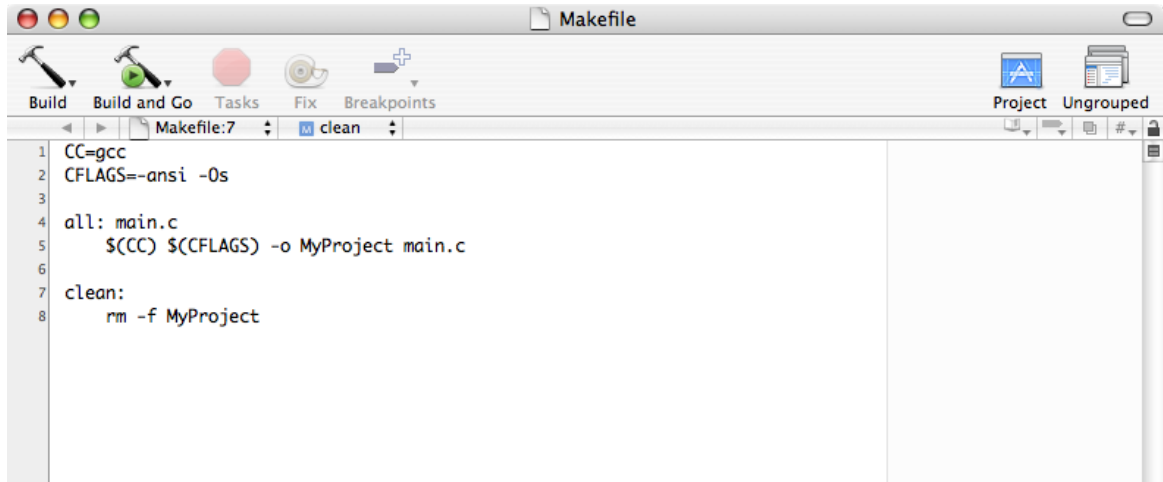 Makefile
Build Build and Go Tasks Fix Breakpoints Project Ungrouped
Makefile:7 M clean #
1 CC=gcc
2 CFLAGS=-ansi -Os
3
4 all: main.c
5 $(CC) $(CFLAGS) -o MyProject main.c
6
7 clean:
8 rm -f MyProject